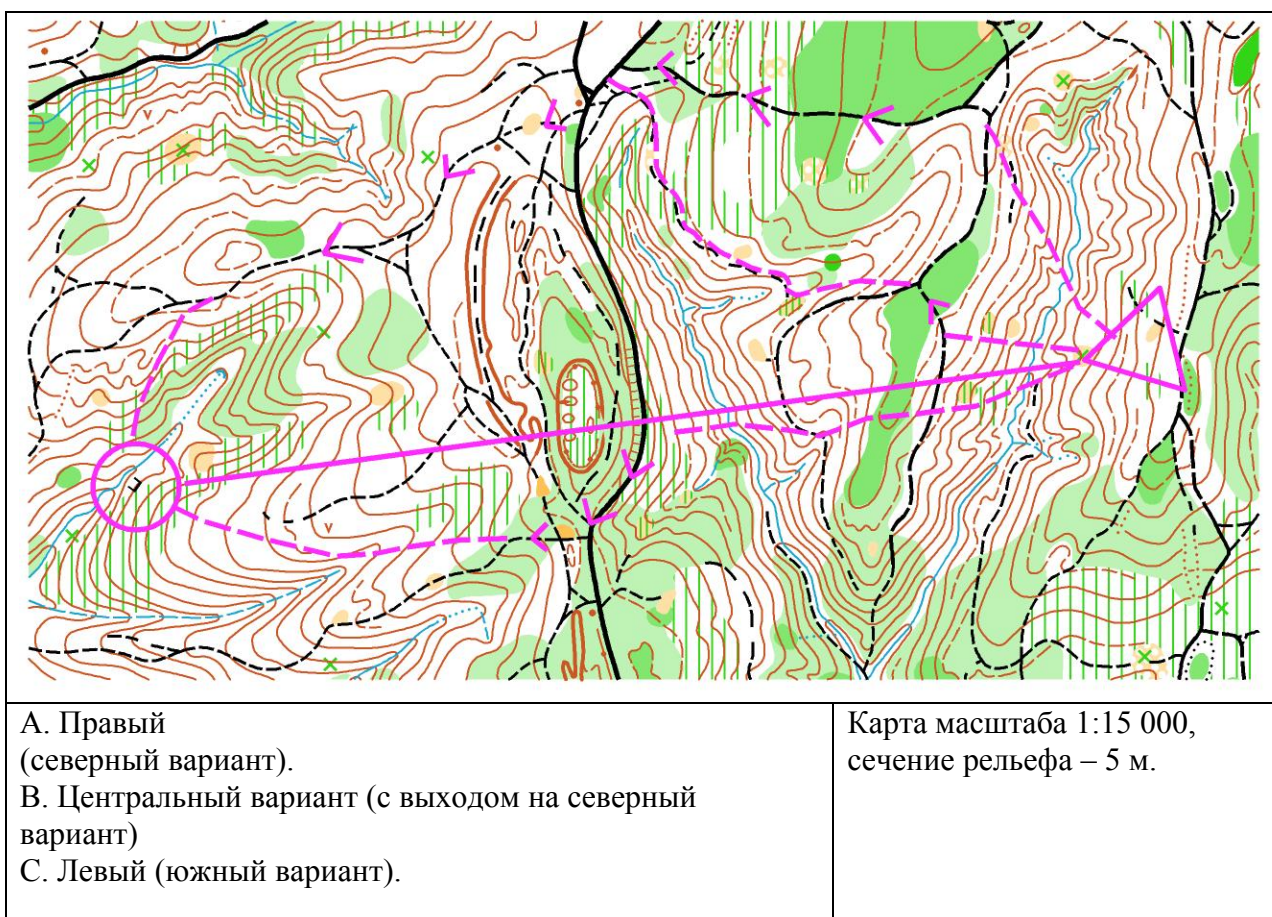 А. Правый
(северный вариант).
В. Центральный вариант (с выходом на северный
вариант)
С. Левый (южный вариант).
Карта масштаба 1:15 000,
сечение рельефа – 5 м.